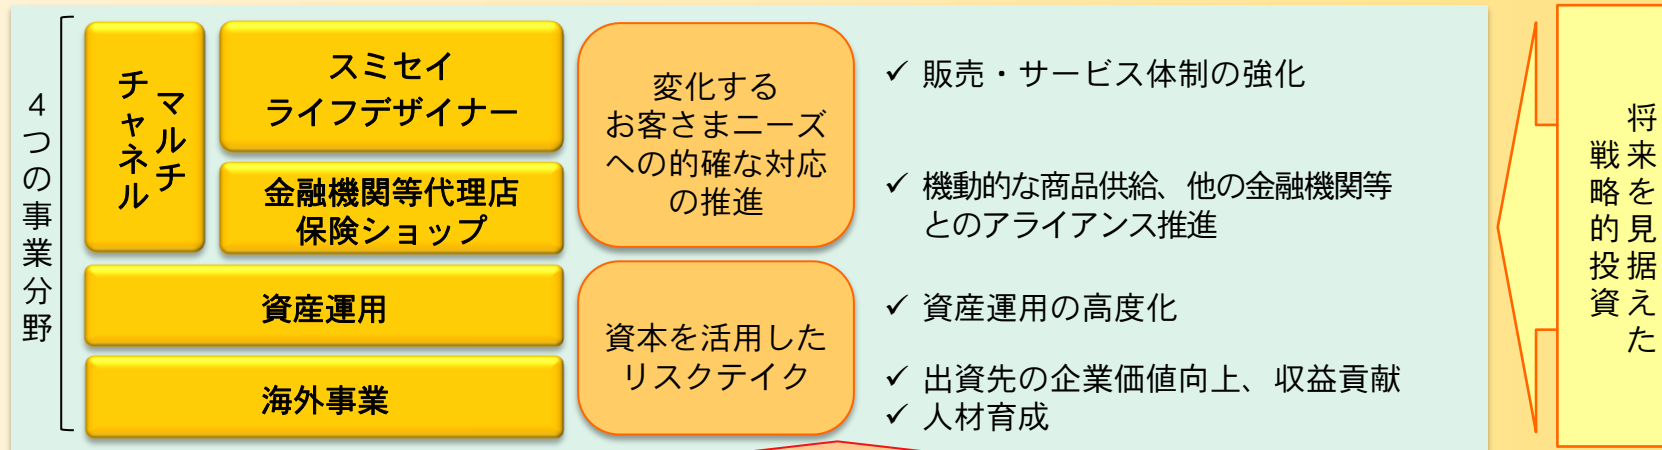 ４つの事業分野
マルチ
チャネル
スミセイ
ライフデザイナー
金融機関等代理店
保険ショップ
資産運用
海外事業
変化する
お客さまニーズ
への的確な対応
の推進
資本を活用した
リスクテイク
✓ 販売・サービス体制の強化
✓ 機動的な商品供給、他の金融機関等
とのアライアンス推進
✓ 資産運用の高度化
✓ 出資先の企業価値向上、収益貢献
✓ 人材育成
将来を見据えた
戦略的投資